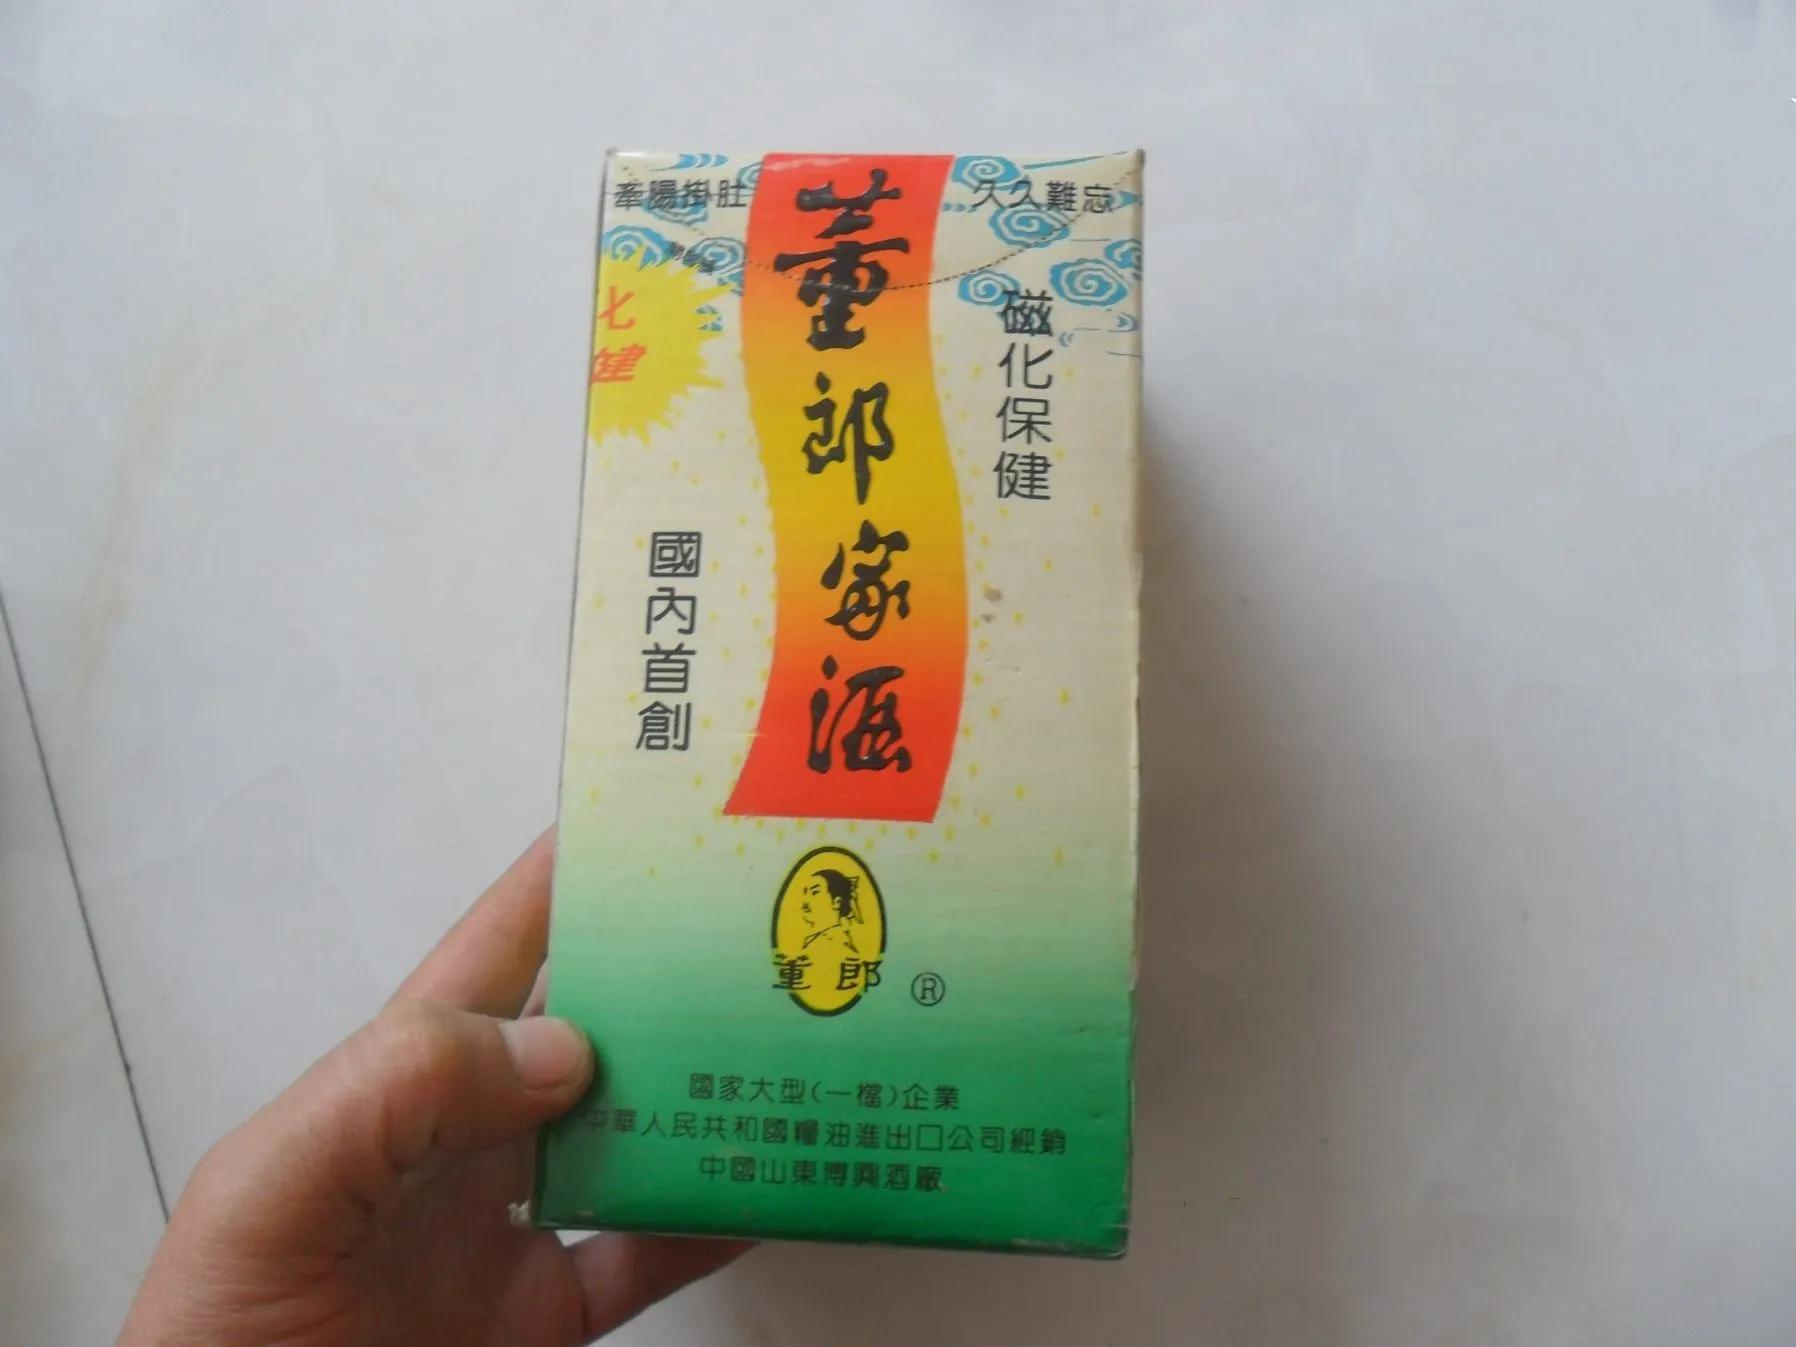 牽腸掛肚
久久難忘
董郎家酒
磁化保健
化
健
國內首創
董郎
®
國家大型(一檔)企業
中華人民共和國糧油進出口公司經銷
中國山東博興酒廠